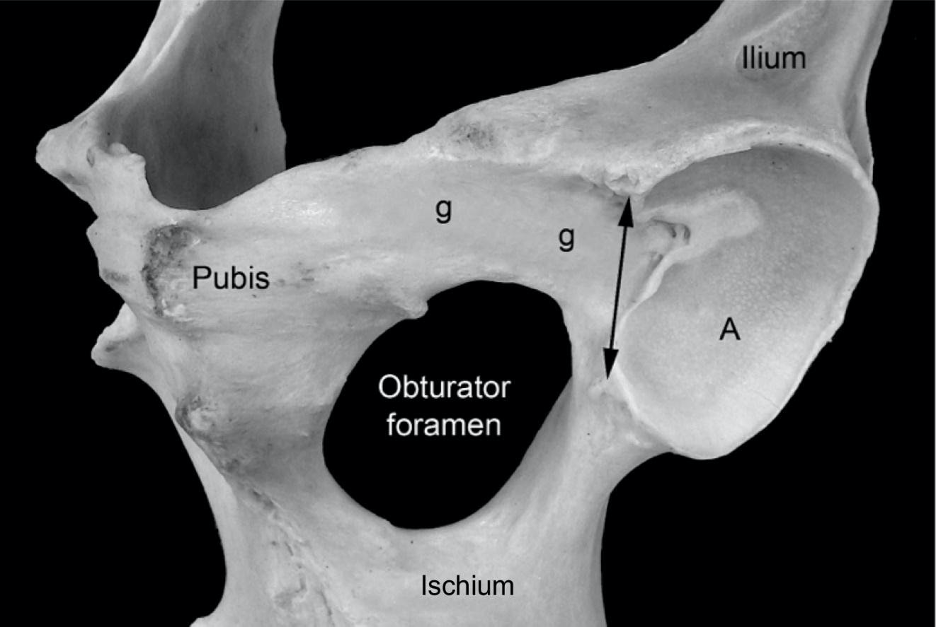 Ilium
g
g
Pubis
A
Obturator
foramen
Ischium